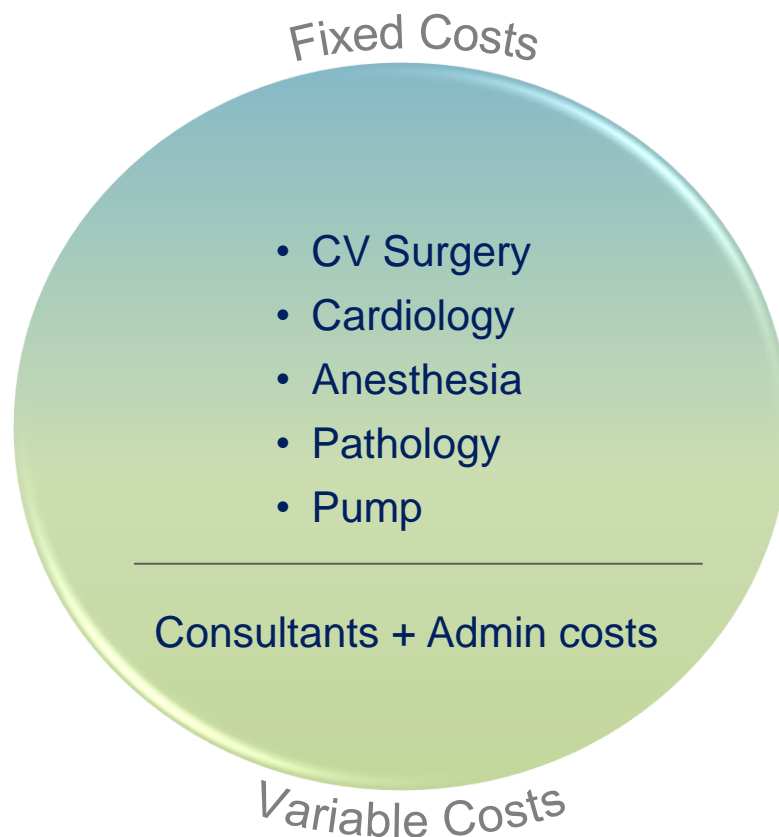 Fixed Costs
• CV Surgery
• Cardiology
• Anesthesia
• Pathology
• Pump
Consultants + Admin costs
Variable Costs